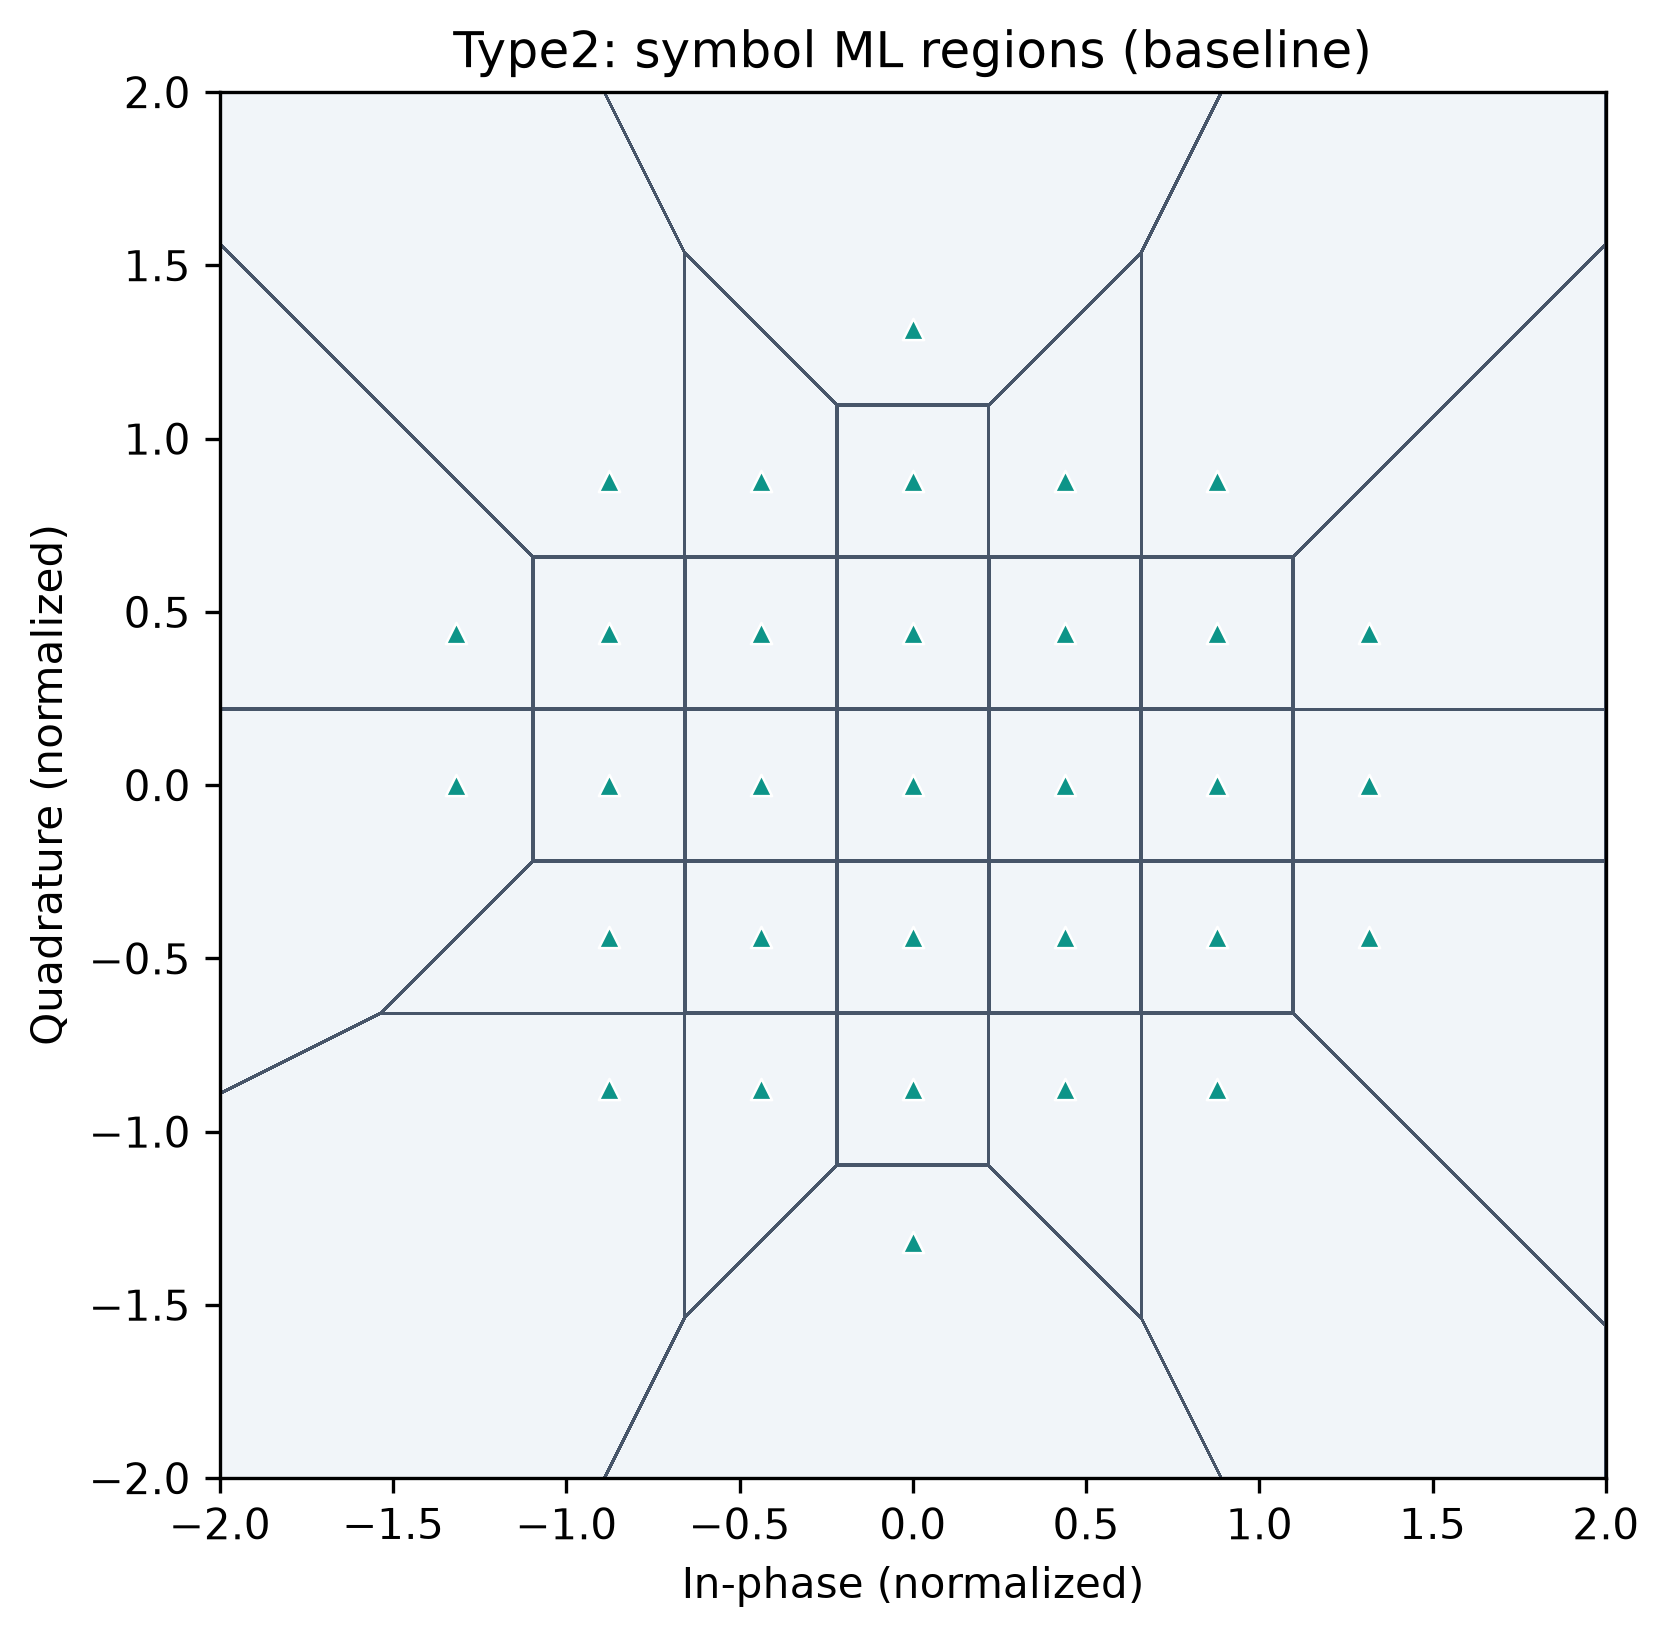 Type2: symbol ML regions (baseline)
2.0
1.5
1.0
0.5
0.0
−0.5
−1.0
−1.5
−2.0
Quadrature (normalized)
−2.0 −1.5 −1.0 −0.5 0.0 0.5 1.0 1.5 2.0
In-phase (normalized)